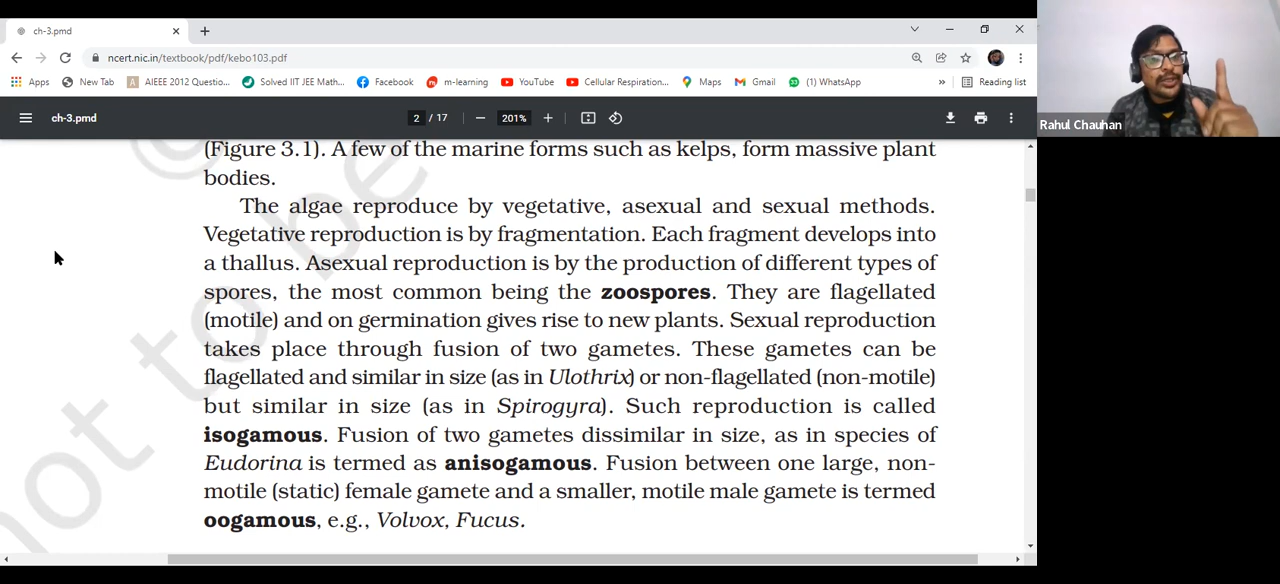 ch-3.pmd
ncert.nic.in/textbook/pdf/kebo103.pdf
Apps New Tab AIEEE 2012 Questio... Solved IIT JEE Math... Facebook m-learning YouTube Cellular Respiration... Maps Gmail (1) WhatsApp » Reading list
ch-3.pmd 2 / 17 201%
Rahul Chauhan
(Figure 3.1). A few of the marine forms such as kelps, form massive plant
bodies.
The algae reproduce by vegetative, asexual and sexual methods.
Vegetative reproduction is by fragmentation. Each fragment develops into
a thallus. Asexual reproduction is by the production of different types of
spores, the most common being the zoospores. They are flagellated
(motile) and on germination gives rise to new plants. Sexual reproduction
takes place through fusion of two gametes. These gametes can be
flagellated and similar in size (as in Ulothrix) or non-flagellated (non-motile)
but similar in size (as in Spirogyra). Such reproduction is called
isogamous. Fusion of two gametes dissimilar in size, as in species of
Eudorina is termed as anisogamous. Fusion between one large, non-
motile (static) female gamete and a smaller, motile male gamete is termed
oogamous, e.g., Volvox, Fucus.
©
not to be